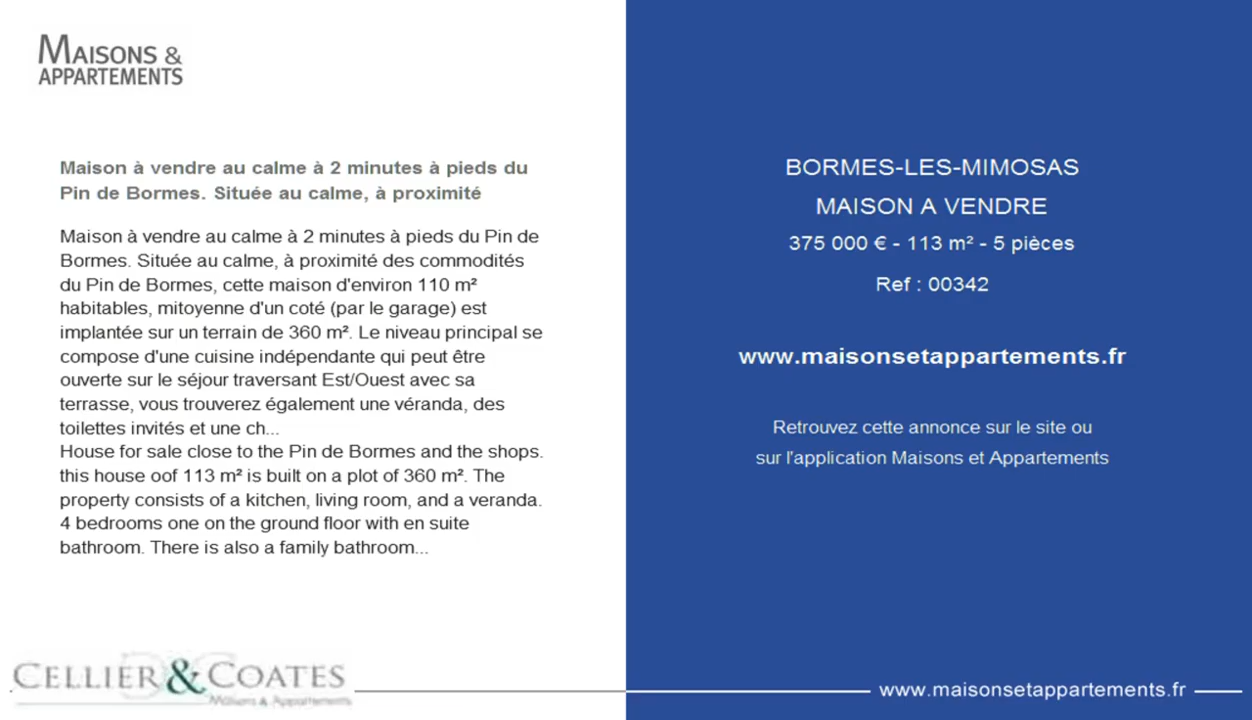 MAISONS &
APPARTEMENTS
Maison à vendre au calme à 2 minutes à pieds du
Pin de Bormes. Située au calme, à proximité
Maison à vendre au calme à 2 minutes à pieds du Pin de
Bormes. Située au calme, à proximité des commodités
du Pin de Bormes, cette maison d'environ 110 m²
habitables, mitoyenne d'un coté (par le garage) est
implantée sur un terrain de 360 m². Le niveau principal se
compose d'une cuisine indépendante qui peut être
ouverte sur le séjour traversant Est/Ouest avec sa
terrasse, vous trouverez également une véranda, des
toilettes invités et une ch...
House for sale close to the Pin de Bormes and the shops.
this house oof 113 m² is built on a plot of 360 m². The
property consists of a kitchen, living room, and a veranda.
4 bedrooms one on the ground floor with en suite
bathroom. There is also a family bathroom...
CELLIER & COATES
Maisons & Appartements
BORMES-LES-MIMOSAS
MAISON A VENDRE
375 000 € - 113 m² - 5 pièces
Ref : 00342
www.maisonsetappartements.fr
Retrouvez cette annonce sur le site ou
sur l'application Maisons et Appartements
www.maisonsetappartements.fr